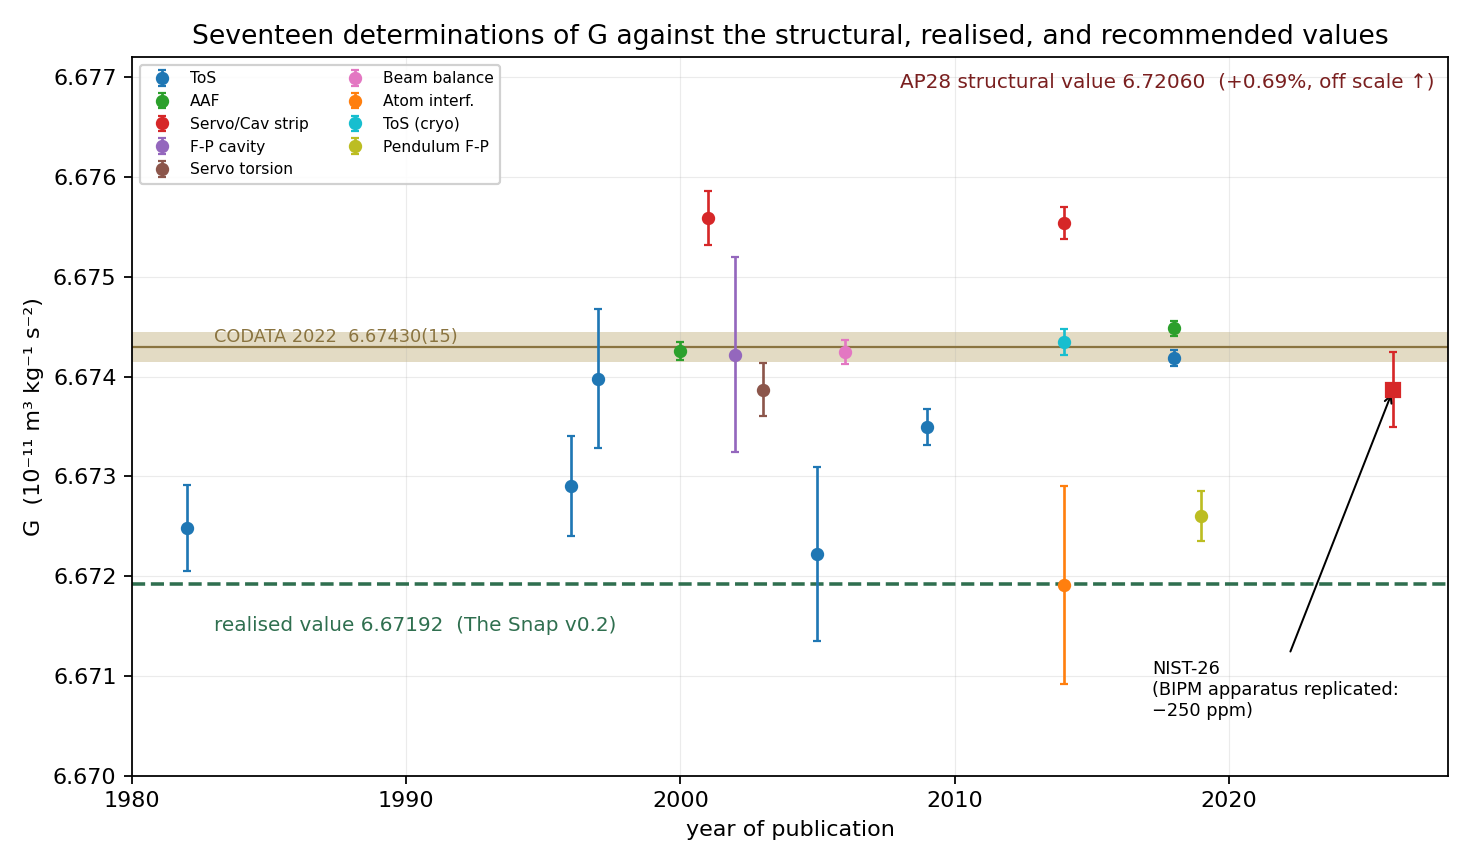 Seventeen determinations of G against the structural, realised, and recommended values
6.677
6.676
6.675
6.674
6.673
6.672
6.671
6.670
G (10⁻¹¹ m³ kg⁻¹ s⁻²)
ToS
AAF
Servo/Cav strip
F-P cavity
Servo torsion
Beam balance
Atom interf.
ToS (cryo)
Pendulum F-P
AP28 structural value 6.72060 (+0.69%, off scale ↑)
CODATA 2022 6.67430(15)
realised value 6.67192 (The Snap v0.2)
NIST-26
(BIPM apparatus replicated:
−250 ppm)
1980 1990 2000 2010 2020
year of publication